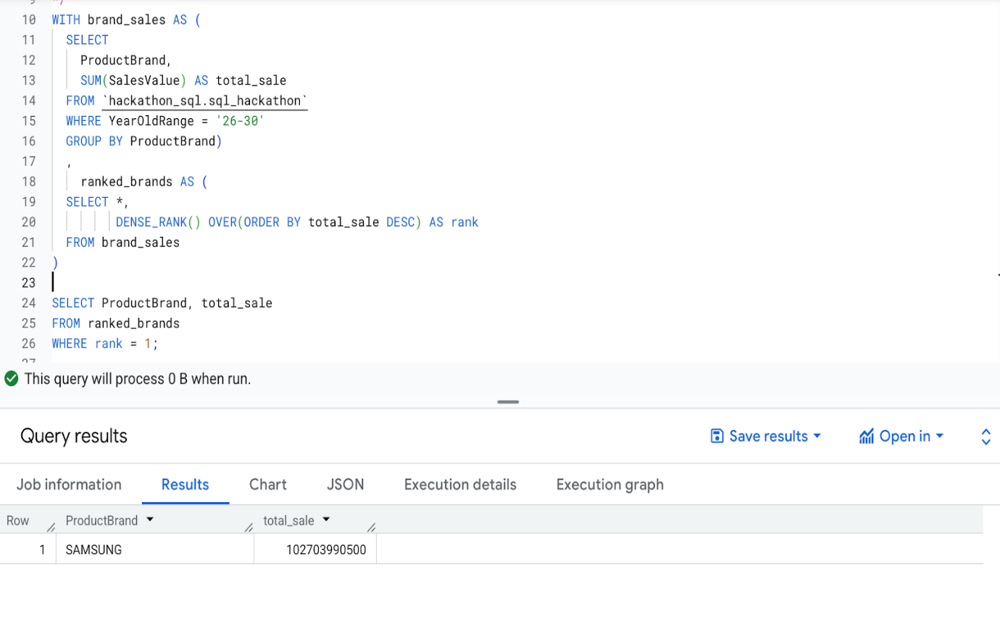 10 WITH brand_sales AS (
11 SELECT
12 ProductBrand,
13 SUM(SalesValue) AS total_sale
14 FROM `hackathon_sql.sql_hackathon`
15 WHERE YearOldRange = '26-30'
16 GROUP BY ProductBrand)
17 ,
18 ranked_brands AS (
19 SELECT *,
20 DENSE_RANK() OVER(ORDER BY total_sale DESC) AS rank
21 FROM brand_sales
22 )
23
24 SELECT ProductBrand, total_sale
25 FROM ranked_brands
26 WHERE rank = 1;
This query will process 0 B when run.
Query results Save results Open in
Job information Results Chart JSON Execution details Execution graph
Row ProductBrand total_sale
1 SAMSUNG 102703990500